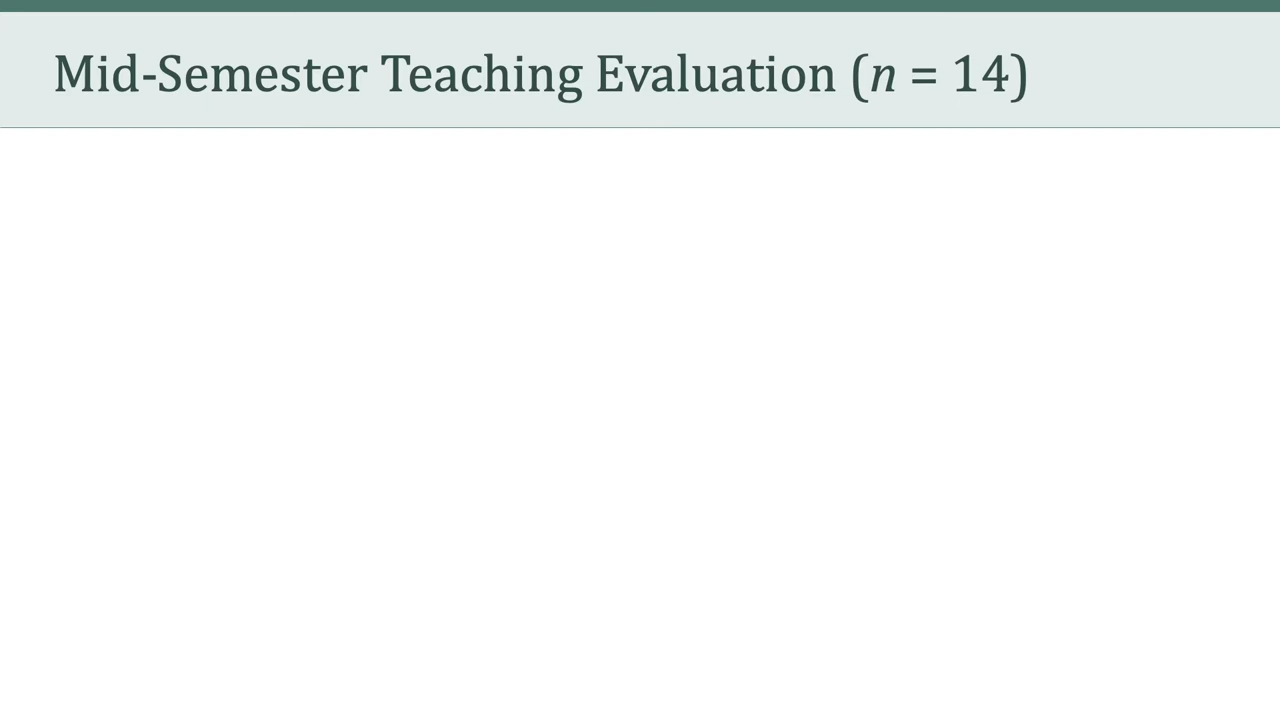 Mid-Semester Teaching Evaluation (n = 14)